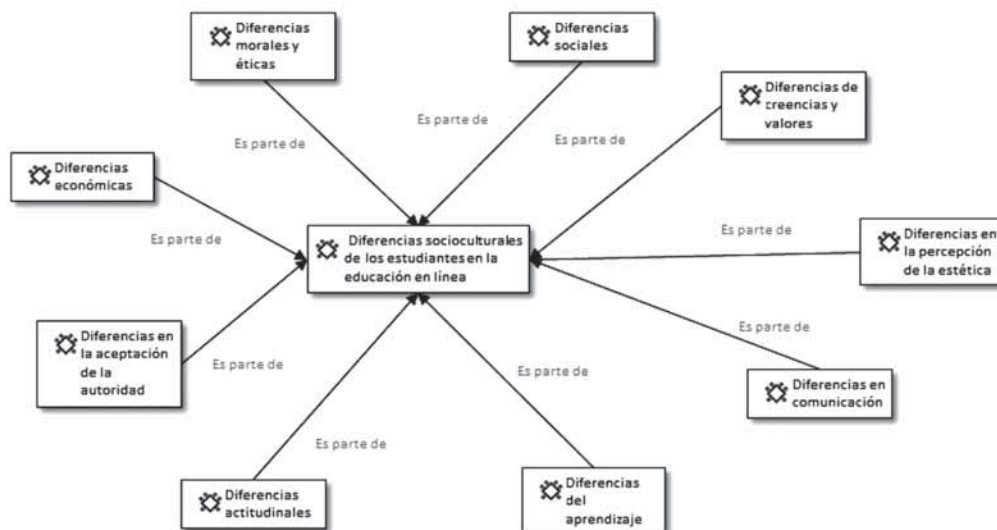 Diferencias
morales y
éticas
Diferencias
sociales
Diferencias de
creencias y
valores
Es parte de
Es parte de
Es parte de
Diferencias
económicas
Es parte de
Diferencias socioculturales
de los estudiantes en la
educación en línea
Es parte de
Diferencias en
la percepción
de la estética
Diferencias en
la aceptación
de la
autoridad
Es parte de
Es parte de
Es parte de
Diferencias en
comunicación
Es parte de
Diferencias
actitudinales
Diferencias
del
aprendizaje